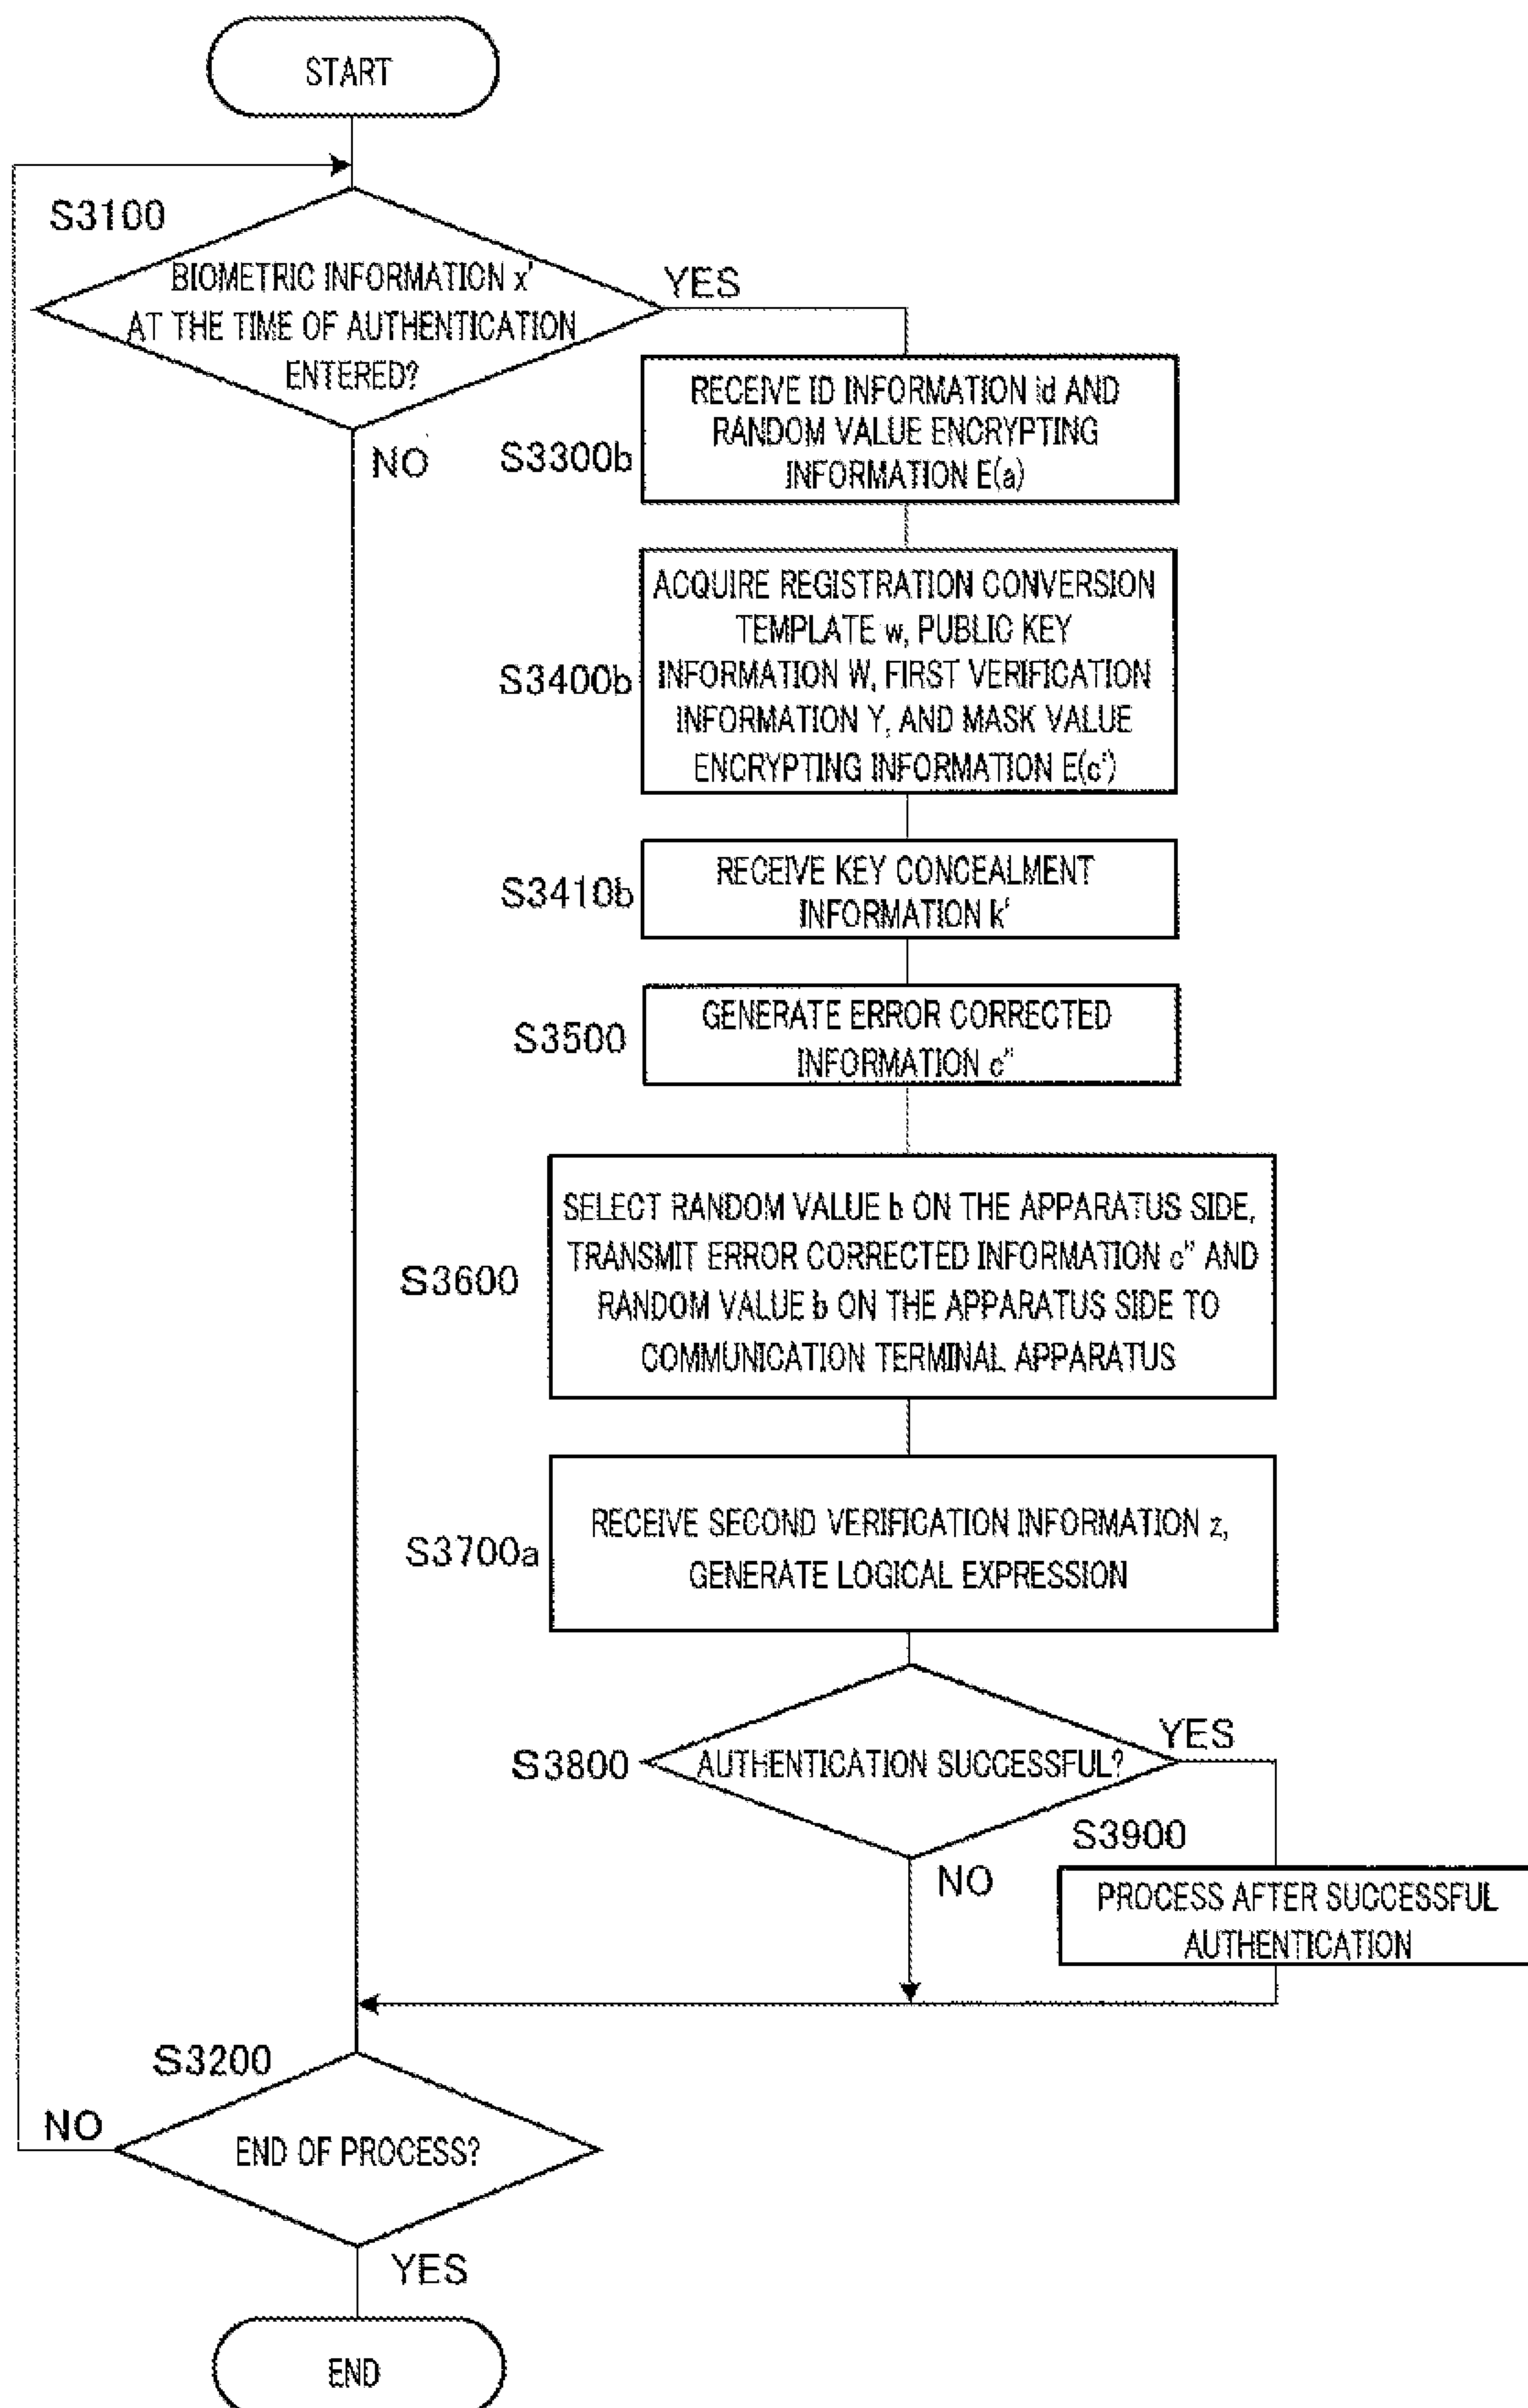 START
S3100
BIOMETRIC INFORMATION x'
AT THE TIME OF AUTHENTICATION
ENTERED?
YES
NO
S3300b
RECEIVE ID INFORMATION id AND
RANDOM VALUE ENCRYPTING
INFORMATION E(a)
S3400b
ACQUIRE REGISTRATION CONVERSION
TEMPLATE w, PUBLIC KEY
INFORMATION W, FIRST VERIFICATION
INFORMATION Y, AND MASK VALUE
ENCRYPTING INFORMATION E(c')
S3410b
RECEIVE KEY CONCEALMENT
INFORMATION k'
S3500
GENERATE ERROR CORRECTED
INFORMATION c"
S3600
SELECT RANDOM VALUE b ON THE APPARATUS SIDE,
TRANSMIT ERROR CORRECTED INFORMATION c" AND
RANDOM VALUE b ON THE APPARATUS SIDE TO
COMMUNICATION TERMINAL APPARATUS
S3700a
RECEIVE SECOND VERIFICATION INFORMATION z,
GENERATE LOGICAL EXPRESSION
S3800
AUTHENTICATION SUCCESSFUL?
YES
NO
S3900
PROCESS AFTER SUCCESSFUL
AUTHENTICATION
S3200
END OF PROCESS?
NO
YES
END